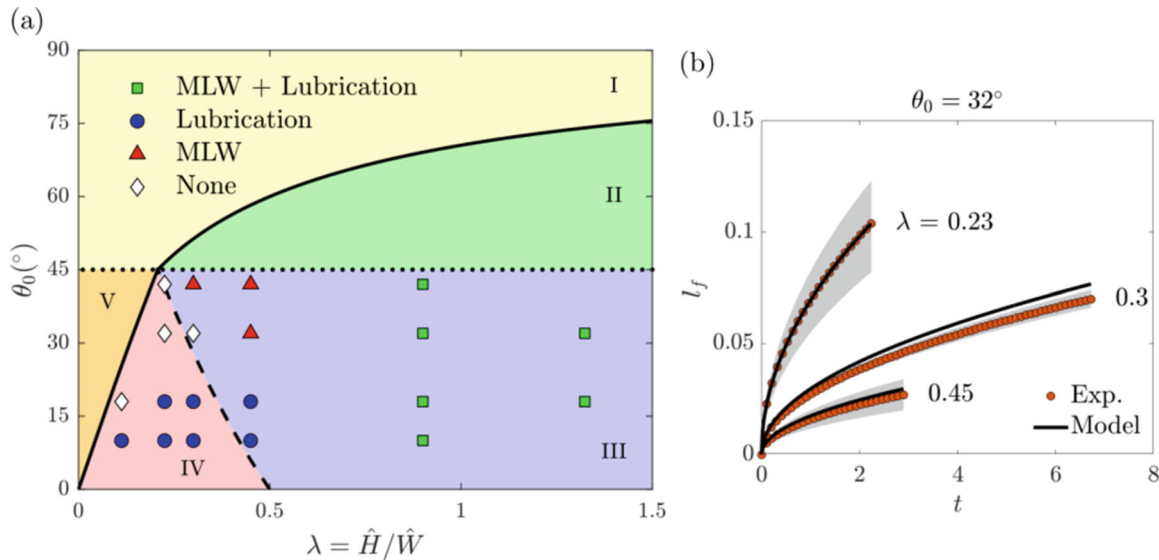 (a)
90
75
60
45
30
15
0
θ₀(°)
MLW + Lubrication
Lubrication
MLW
None
I
II
V
IV
III
0
0.5
1
1.5
λ = Ĥ/Ŵ
(b)
θ₀ = 32°
0.15
0.1
0.05
0
l_f
λ = 0.23
0.3
0.45
Exp.
Model
0
2
4
6
8
t